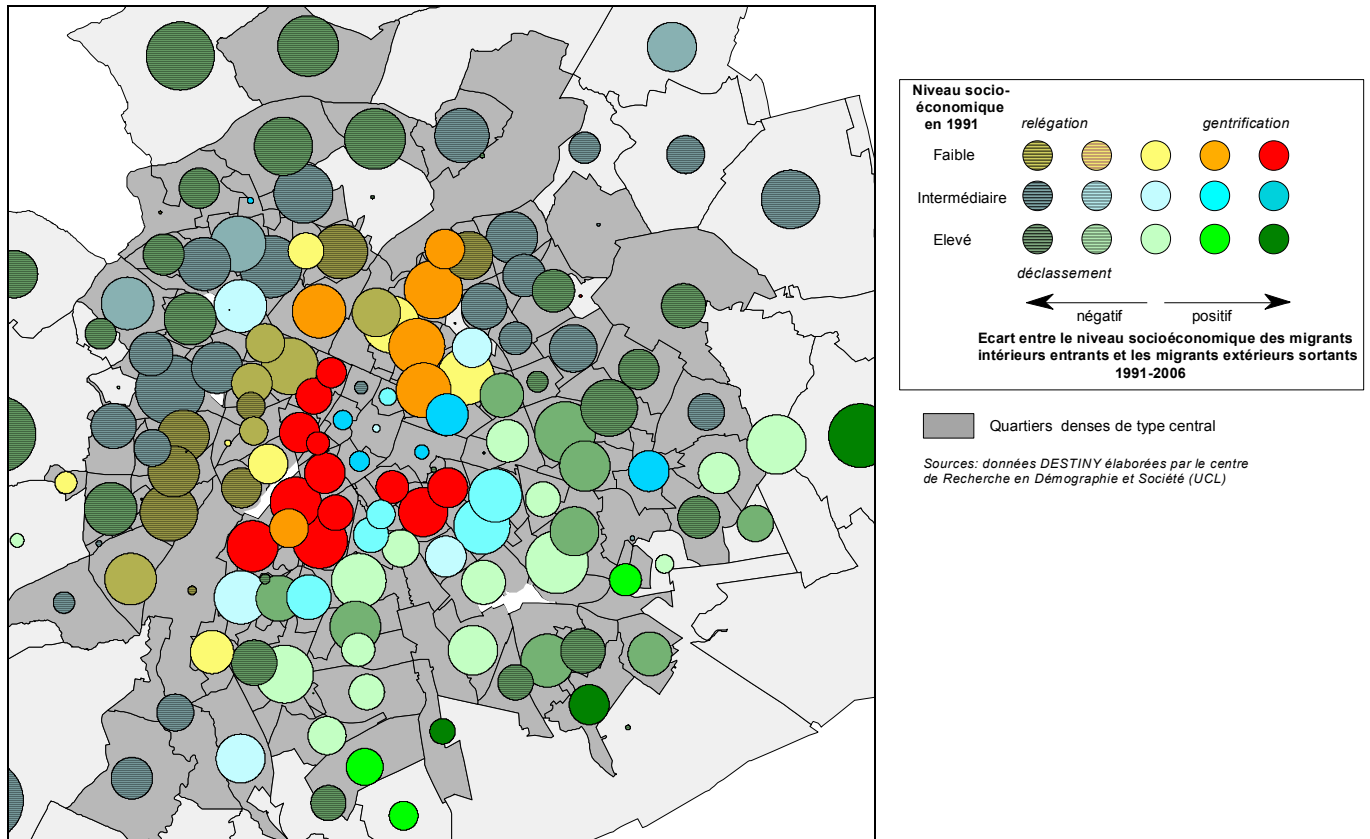 Niveau socio-
économique
en 1991
relégation gentrification
Faible
Intermédiaire
Elevé
déclassement
négatif positif
Ecart entre le niveau socioéconomique des migrants
intérieurs entrants et les migrants extérieurs sortants
1991-2006
Quartiers denses de type central
Sources: données DESTINY élaborées par le centre
de Recherche en Démographie et Société (UCL)